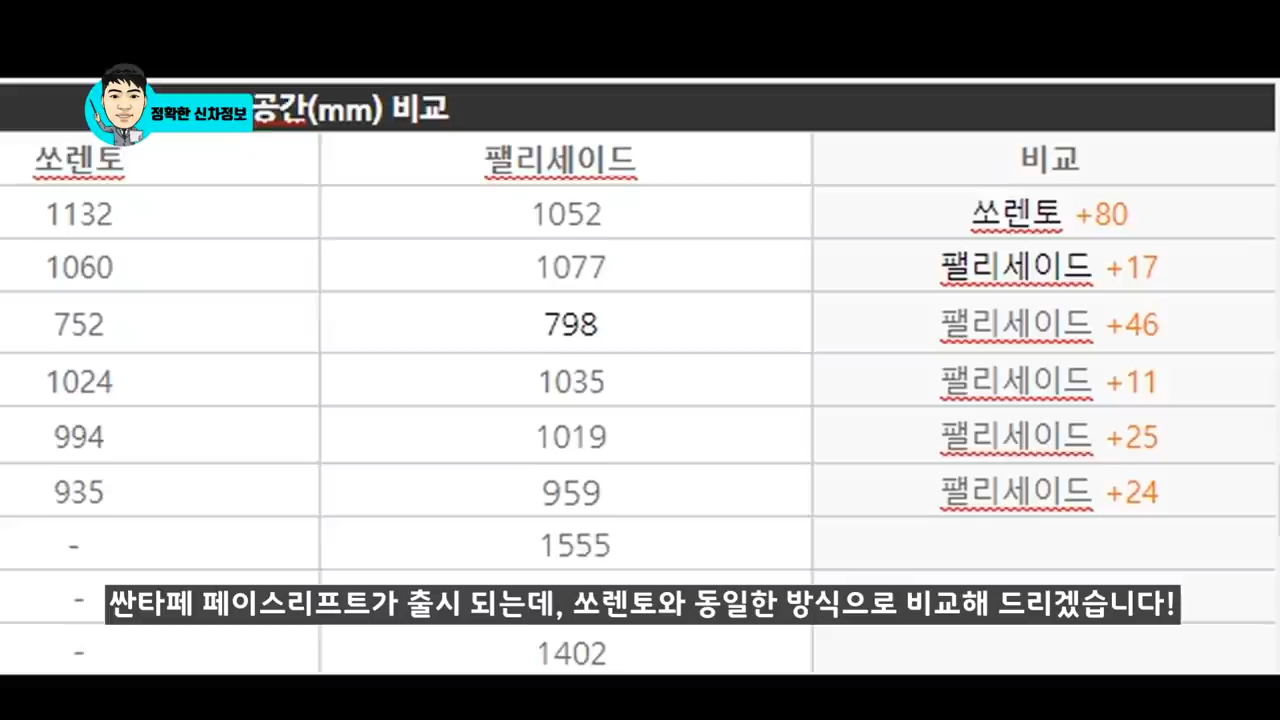 정확한 신차정보
공간(mm) 비교
쏘렌토 팰리세이드 비교
1132 1052 쏘렌토 +80
1060 1077 팰리세이드 +17
752 798 팰리세이드 +46
1024 1035 팰리세이드 +11
994 1019 팰리세이드 +25
935 959 팰리세이드 +24
- 1555
-
싼타페 페이스리프트가 출시 되는데, 쏘렌토와 동일한 방식으로 비교해 드리겠습니다!
- 1402